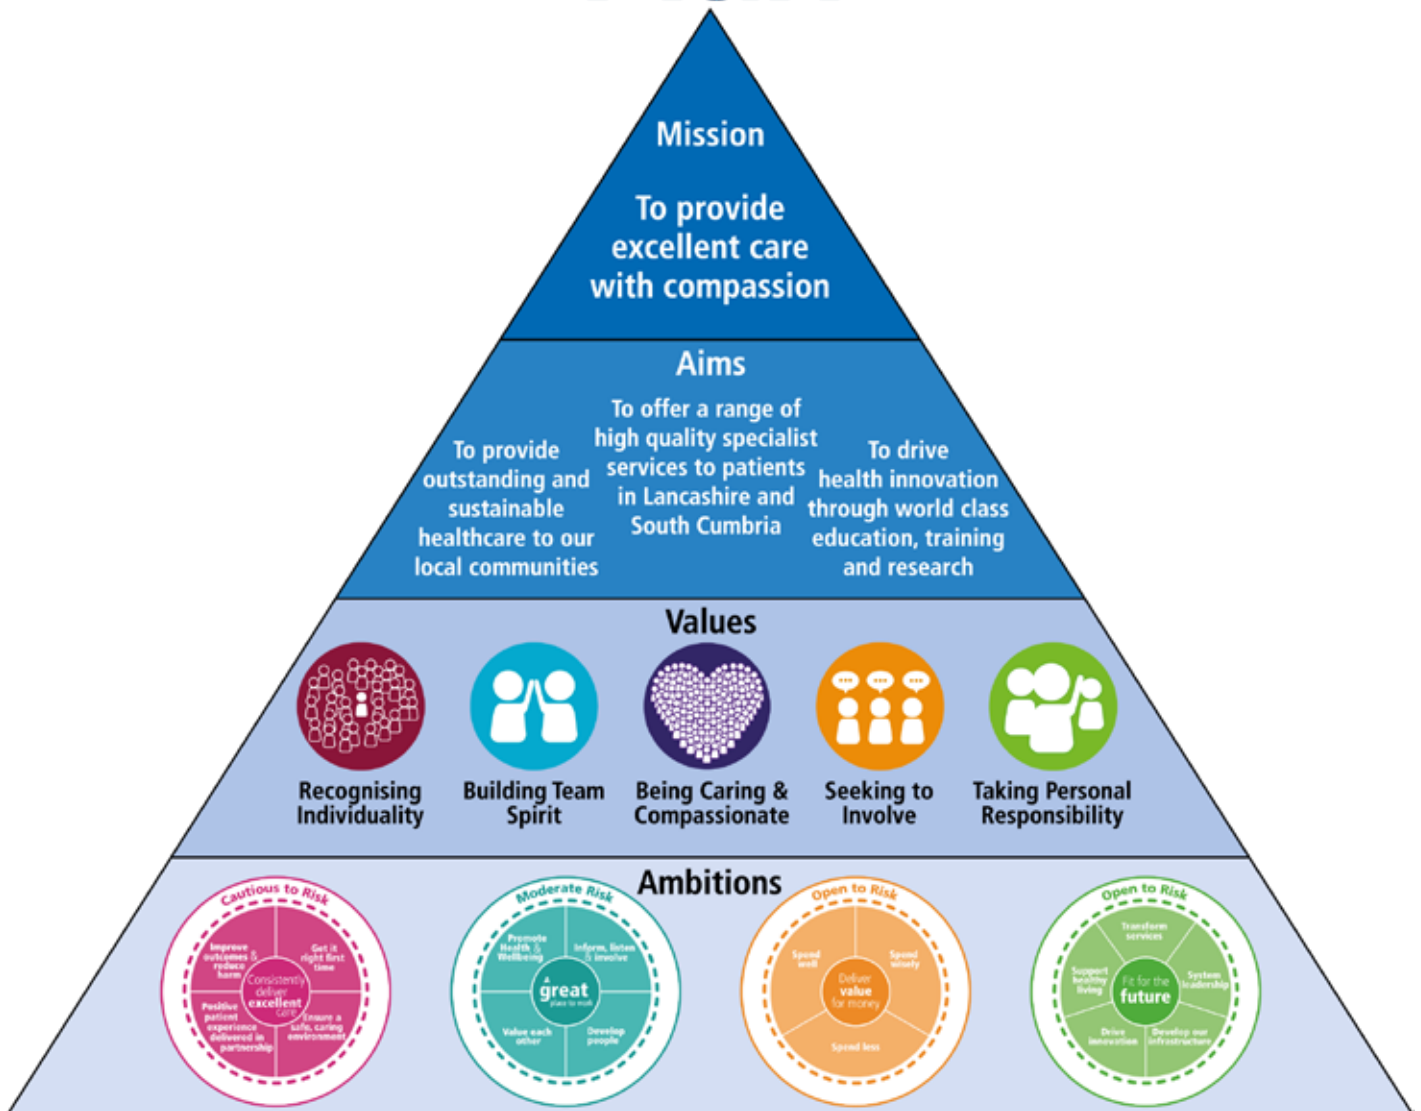 Mission
To provide
excellent care
with compassion
Aims
To provide
outstanding and
sustainable
healthcare to our
local communities
To offer a range of
high quality specialist
services to patients
in Lancashire and
South Cumbria
To drive
health innovation
through world class
education, training
and research
Values
Recognising
Individuality
Building Team
Spirit
Being Caring &
Compassionate
Seeking to
Involve
Taking Personal
Responsibility
Ambitions
Cautious to Risk
Improve
outcomes &
reduce
harm
Get it
right first
time
Consistently
deliver
excellent
care
Positive
patient
experience
delivered in
partnership
Ensure a
safe, caring
environment
Moderate Risk
Promote
Health &
Wellbeing
Inform, listen
& involve
A
great
place to work
Value each
other
Develop
people
Open to Risk
Spend
well
Spend
wisely
Deliver
value
for money
Spend less
Open to Risk
Transform
services
Support
healthy
living
System
leadership
Fit for the
future
Drive
innovation
Develop our
infrastructure